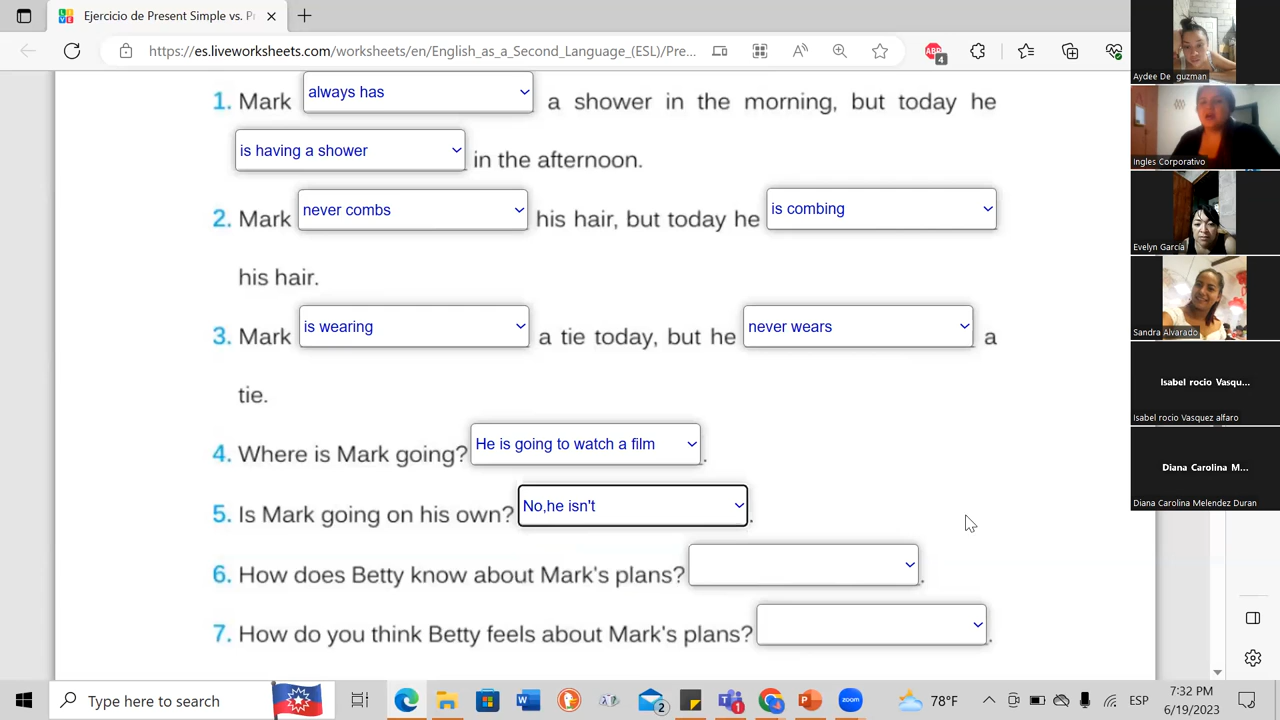 Ejercicio de Present Simple vs. P
https://es.liveworksheets.com/worksheets/en/English_as_a_Second_Language_(ESL)/Pre...
ABP
4
1. Mark always has a shower in the morning, but today he
is having a shower in the afternoon.
2. Mark never combs his hair, but today he is combing
his hair.
3. Mark is wearing a tie today, but he never wears a
tie.
4. Where is Mark going? He is going to watch a film.
5. Is Mark going on his own? No,he isn't.
6. How does Betty know about Mark's plans? .
7. How do you think Betty feels about Mark's plans? .
Aydee De guzman
Ingles Corporativo
Evelyn García
Sandra Alvarado
Isabel rocio Vasqu...
Isabel rocio Vasquez alfaro
Diana Carolina M...
Diana Carolina Melendez Duran
Type here to search
2
1
zoom
78°F
ESP
7:32 PM
6/19/2023